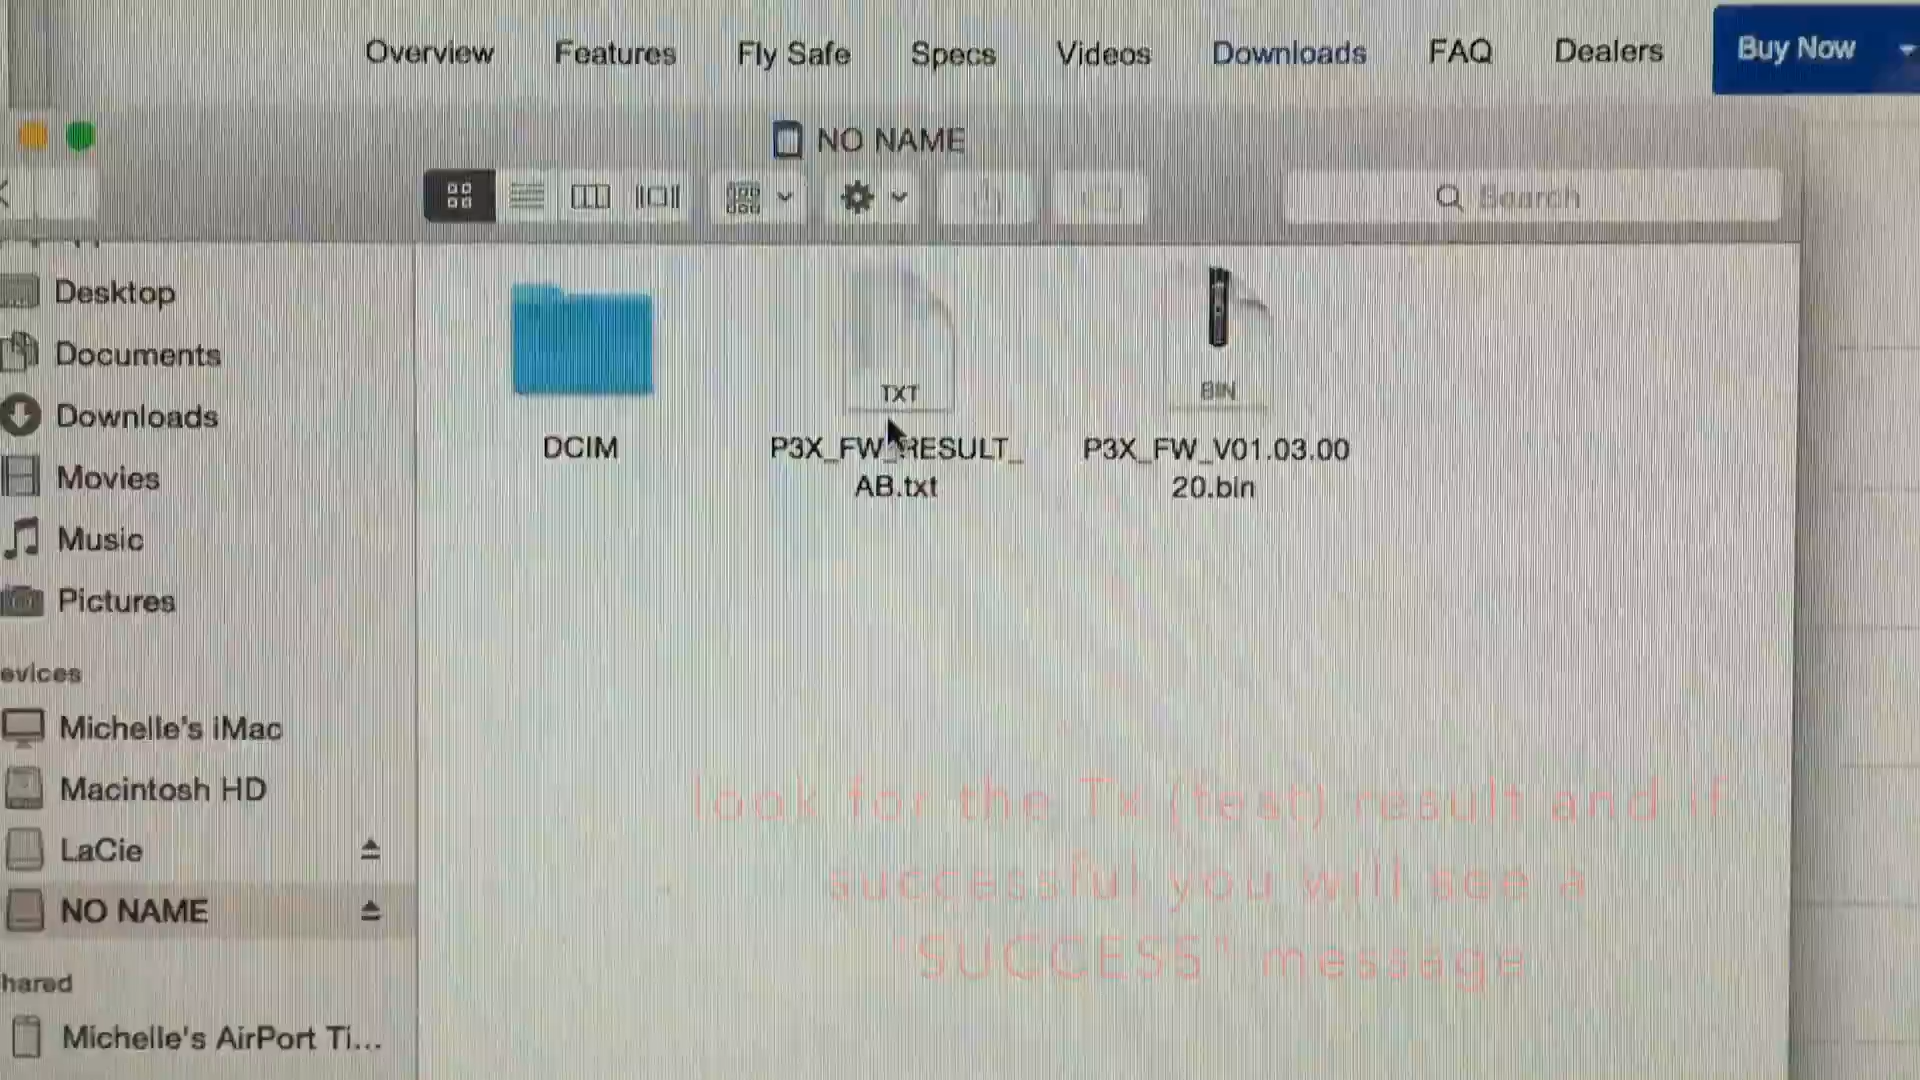 Overview Features Fly Safe Specs Videos Downloads FAQ Dealers Buy Now
NO NAME
Search
Desktop
Documents
Downloads
Movies
Music
Pictures
evices
Michelle's iMac
Macintosh HD
LaCie
NO NAME
hared
Michelle's AirPort Ti...
TXT
BIN
DCIM
P3X_FW_RESULT_
AB.txt
P3X_FW_V01.03.00
20.bin
look for the Tx (test) result and if
successful you will see a
"SUCCESS" message